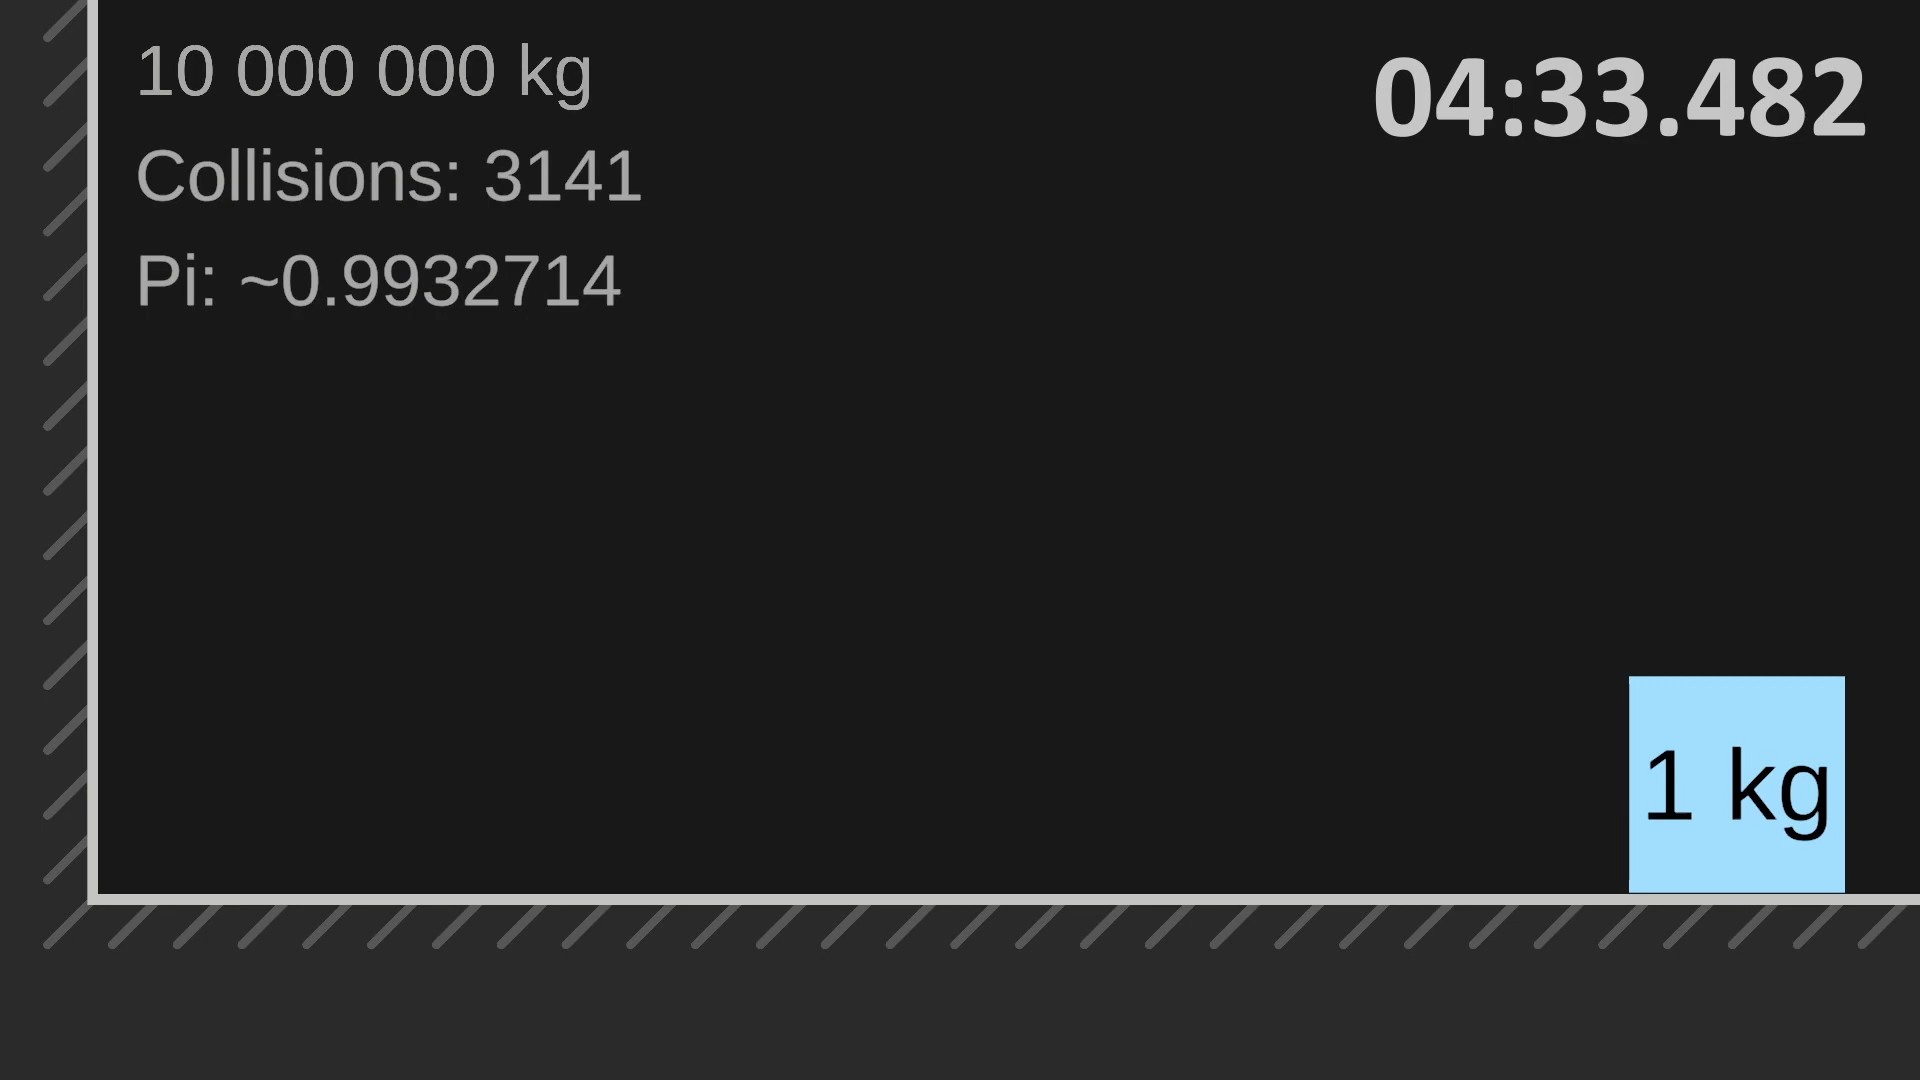 10 000 000 kg
04:33.482
Collisions: 3141
Pi: ~0.9932714
1 kg